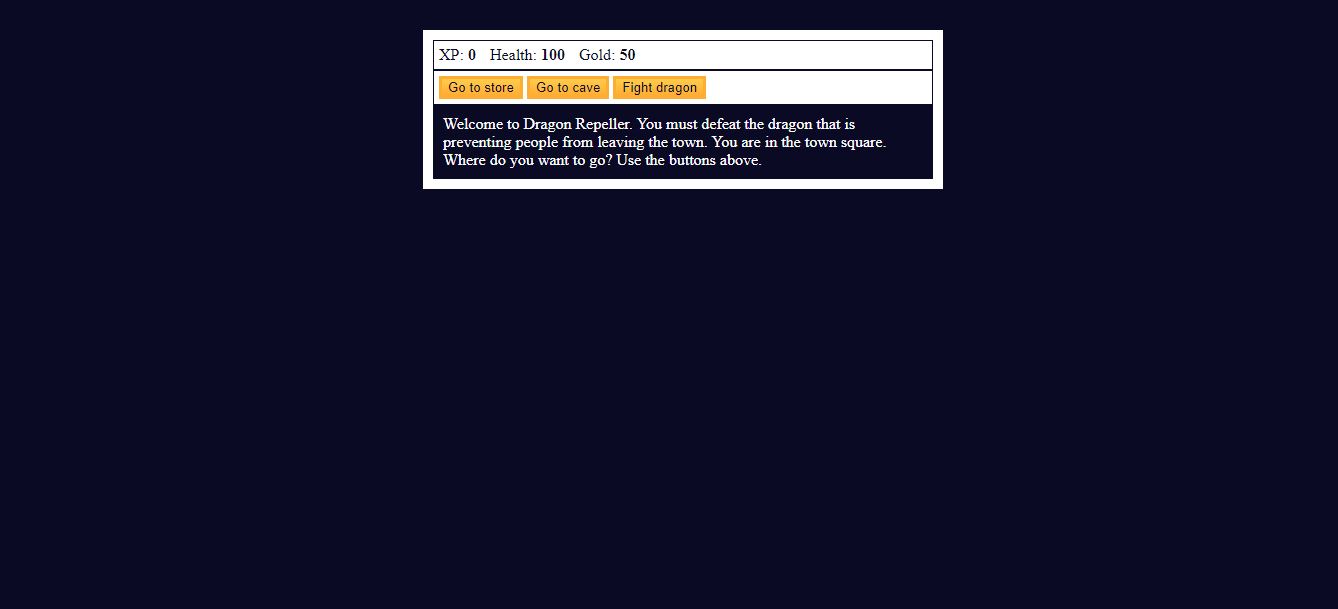 XP: 0 Health: 100 Gold: 50
Go to store Go to cave Fight dragon
Welcome to Dragon Repeller. You must defeat the dragon that is
preventing people from leaving the town. You are in the town square.
Where do you want to go? Use the buttons above.